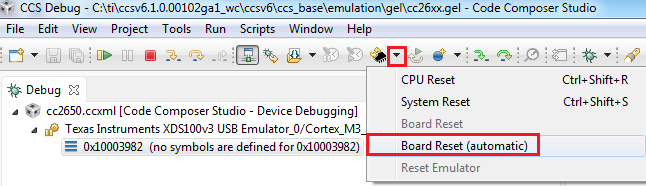 CCS Debug - C:\ti\ccsv6.1.0.00102ga1_wc\ccsv6\ccs_base\emulation\gel\cc26xx.gel - Code Composer Studio
File Edit View Project Tools Run Scripts Window Help
CPU Reset Ctrl+Shift+R
Debug
System Reset Ctrl+Shift+S
cc2650.ccxml [Code Composer Studio - Device Debugging]
Board Reset
Texas Instruments XDS100v3 USB Emulator_0/Cortex_M3_
0x10003982 (no symbols are defined for 0x10003982)
Board Reset (automatic)
Reset Emulator